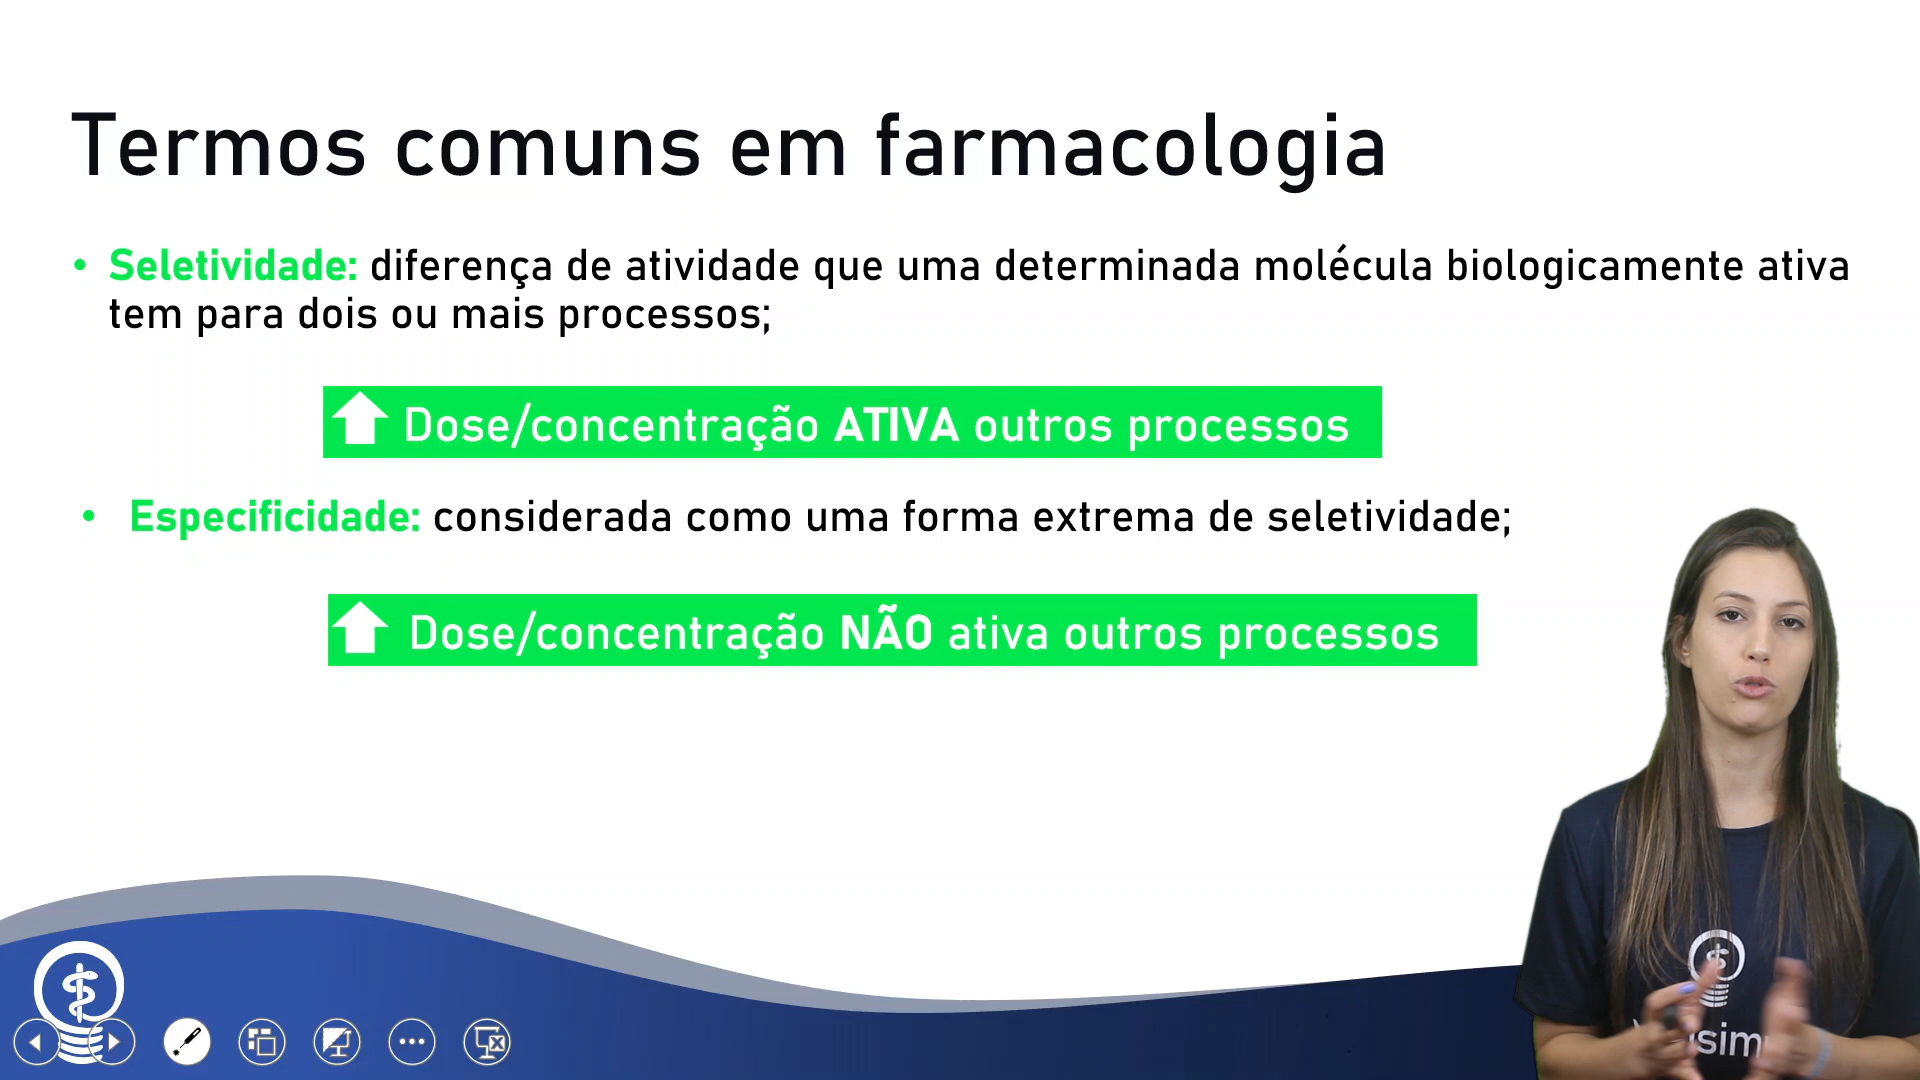 Termos comuns em farmacologia
• Seletividade: diferença de atividade que uma determinada molécula biologicamente ativa
tem para dois ou mais processos;
Dose/concentração ATIVA outros processos
• Especificidade: considerada como uma forma extrema de seletividade;
Dose/concentração NÃO ativa outros processos